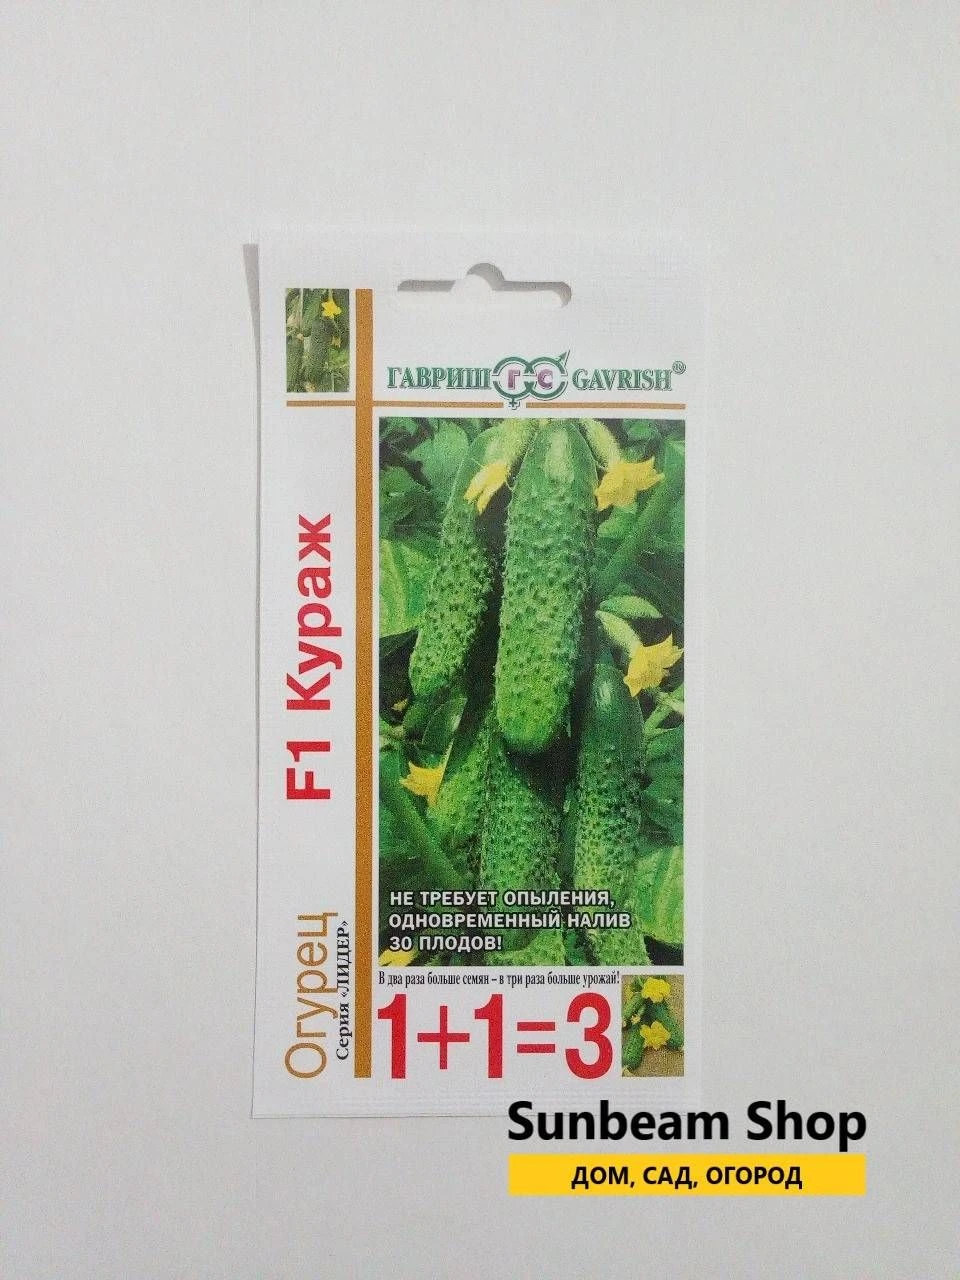 ГАВРИШ ГС GAVRISH®
F1 Кураж
Огурец
Серия «ЛИДЕР»
НЕ ТРЕБУЕТ ОПЫЛЕНИЯ,
ОДНОВРЕМЕННЫЙ НАЛИВ
30 ПЛОДОВ!
В два раза больше семян – в три раза больше урожай!
1+1=3
Sunbeam Shop
ДОМ, САД, ОГОРОД